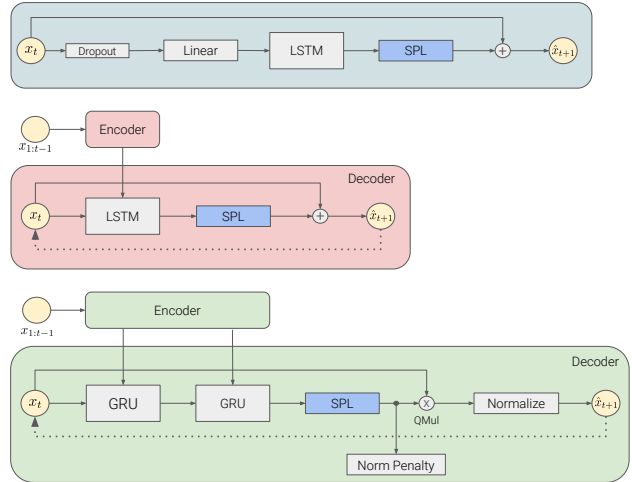 x_t Dropout Linear LSTM SPL + x̂_{t+1}
Encoder
x_{1:t−1}
Decoder
x_t LSTM SPL + x̂_{t+1}
Encoder
x_{1:t−1}
Decoder
x_t GRU GRU SPL X Normalize x̂_{t+1}
QMul
Norm Penalty